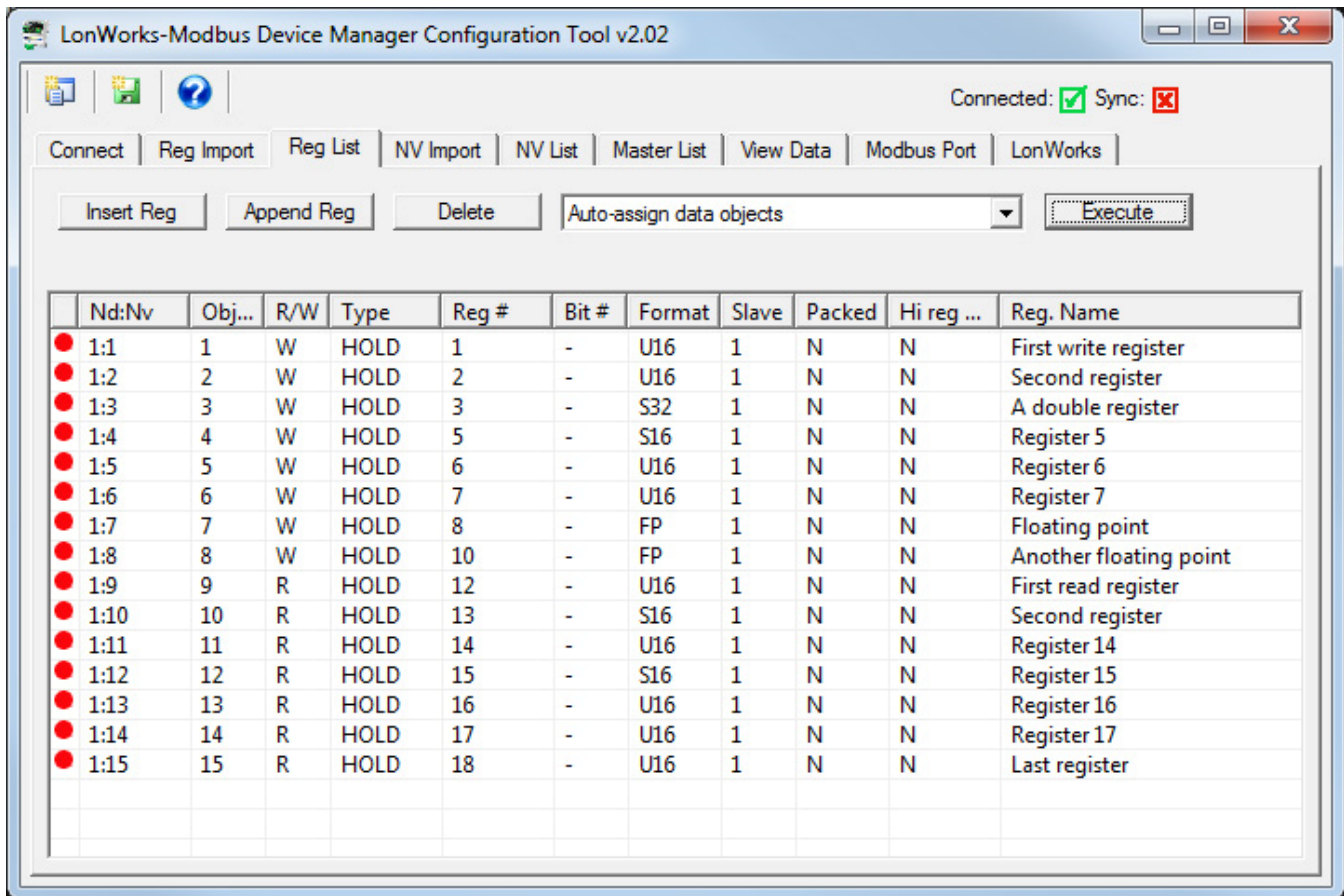 LonWorks-Modbus Device Manager Configuration Tool v2.02
Connected: Sync:
Connect Reg Import Reg List NV Import NV List Master List View Data Modbus Port LonWorks
Insert Reg Append Reg Delete Auto-assign data objects Execute
Nd:Nv Obj... R/W Type Reg # Bit # Format Slave Packed Hi reg ... Reg. Name
1:1 1 W HOLD 1 - U16 1 N N First write register
1:2 2 W HOLD 2 - U16 1 N N Second register
1:3 3 W HOLD 3 - S32 1 N N A double register
1:4 4 W HOLD 5 - S16 1 N N Register 5
1:5 5 W HOLD 6 - U16 1 N N Register 6
1:6 6 W HOLD 7 - U16 1 N N Register 7
1:7 7 W HOLD 8 - FP 1 N N Floating point
1:8 8 W HOLD 10 - FP 1 N N Another floating point
1:9 9 R HOLD 12 - U16 1 N N First read register
1:10 10 R HOLD 13 - S16 1 N N Second register
1:11 11 R HOLD 14 - U16 1 N N Register 14
1:12 12 R HOLD 15 - S16 1 N N Register 15
1:13 13 R HOLD 16 - U16 1 N N Register 16
1:14 14 R HOLD 17 - U16 1 N N Register 17
1:15 15 R HOLD 18 - U16 1 N N Last register